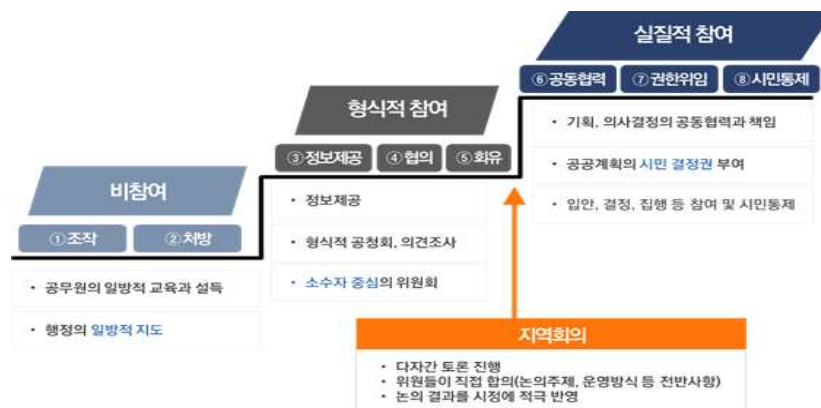 실질적 참여
⑥공동협력 ⑦권한위임 ⑧시민통제
• 기획, 의사결정의 공동협력과 책임
• 공공계획의 시민 결정권 부여
• 입안, 결정, 집행 등 참여 및 시민통제
형식적 참여
③정보제공 ④협의 ⑤회유
• 정보제공
• 형식적 공청회, 의견조사
• 소수자 중심의 위원회
비참여
①조작 ②처방
• 공무원의 일방적 교육과 설득
• 행정의 일방적 지도
지역회의
• 다자간 토론 진행
• 위원들이 직접 합의(논의주제, 운영방식 등 전반사항)
• 논의 결과를 시정에 적극 반영